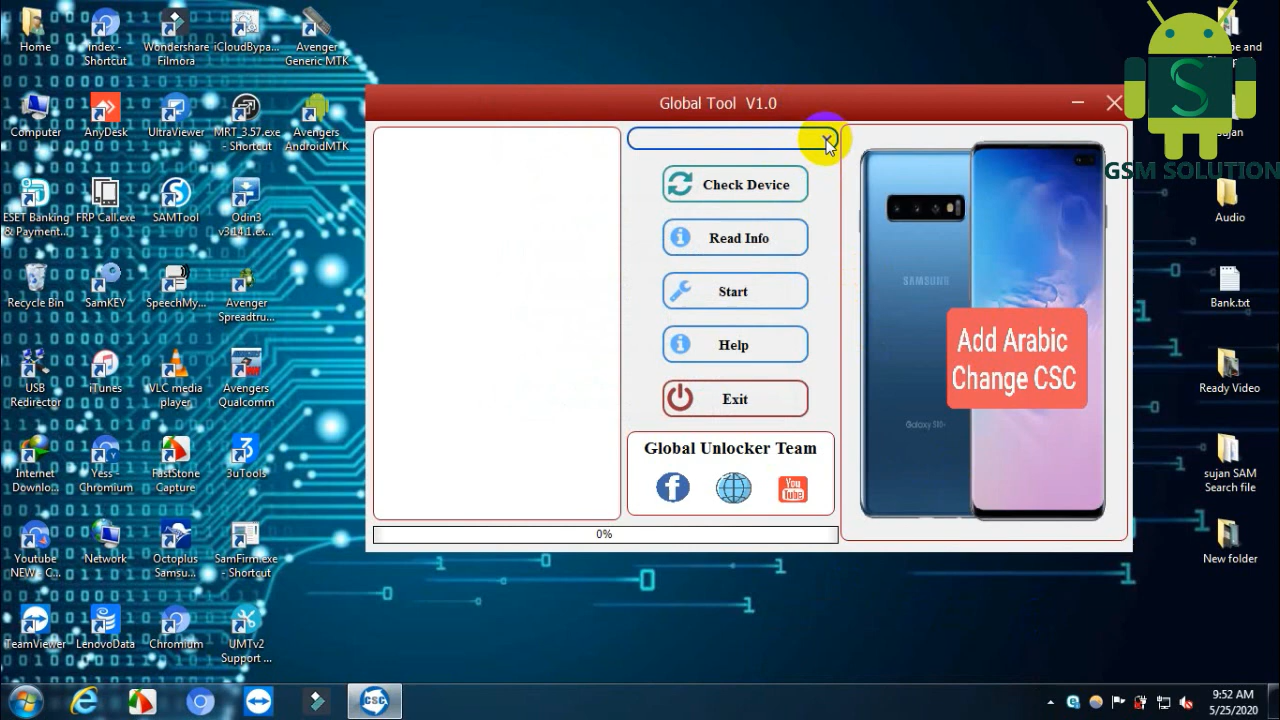 Home
Index -
Shortcut
Wondershare
Filmora
iCloudBypa...
Avenger
Generic MTK
Computer
AnyDesk
UltraViewer
MRT_3.57.exe
- Shortcut
Avengers
AndroidMTK
ESET Banking
& Payment...
FRP Call.exe
SAMTool
Odin3
v3.14.1.ex...
Recycle Bin
SamKEY
SpeechMy...
Avenger
Spreadtru...
USB
Redirector
iTunes
VLC media
player
Avengers
Qualcomm
Internet
Downlo...
Yess -
Chromium
FastStone
Capture
3uTools
Youtube
NEW - C...
Network
Octoplus
Samsu...
SamFirm.exe
- Shortcut
TeamViewer
LenovoData
Chromium
UMTv2
Support ...
Global Tool V1.0
Check Device
Read Info
Start
Help
Exit
Global Unlocker Team
You
Tube
0%
SAMSUNG
Galaxy S10+
Add Arabic
Change CSC
S
GSM SOLUTION
sujan
Audio
Bank.txt
Ready Video
sujan SAM
Search file
New folder
CSC
9:52 AM
5/25/2020